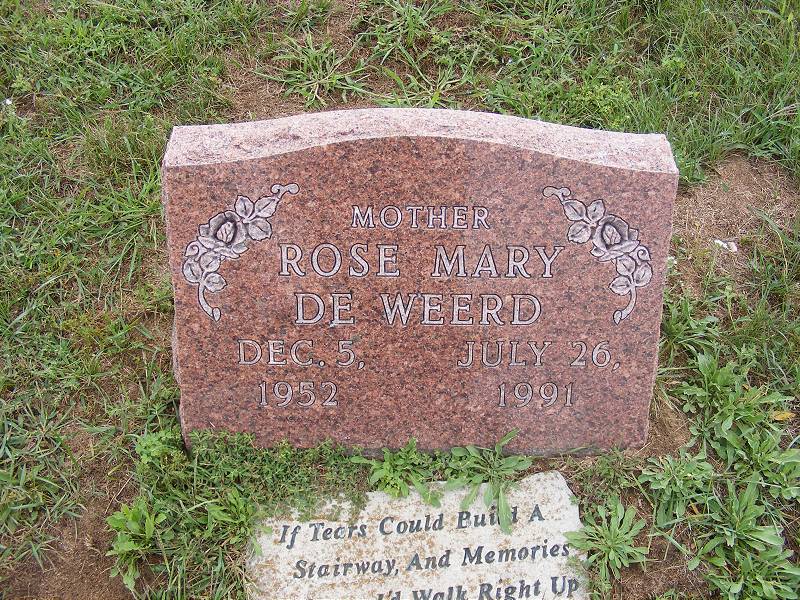 MOTHER
ROSE MARY
DE WEERD
DEC. 5, JULY 26,
1952 1991
If Tears Could Build A
Stairway, And Memories
I'd Walk Right Up